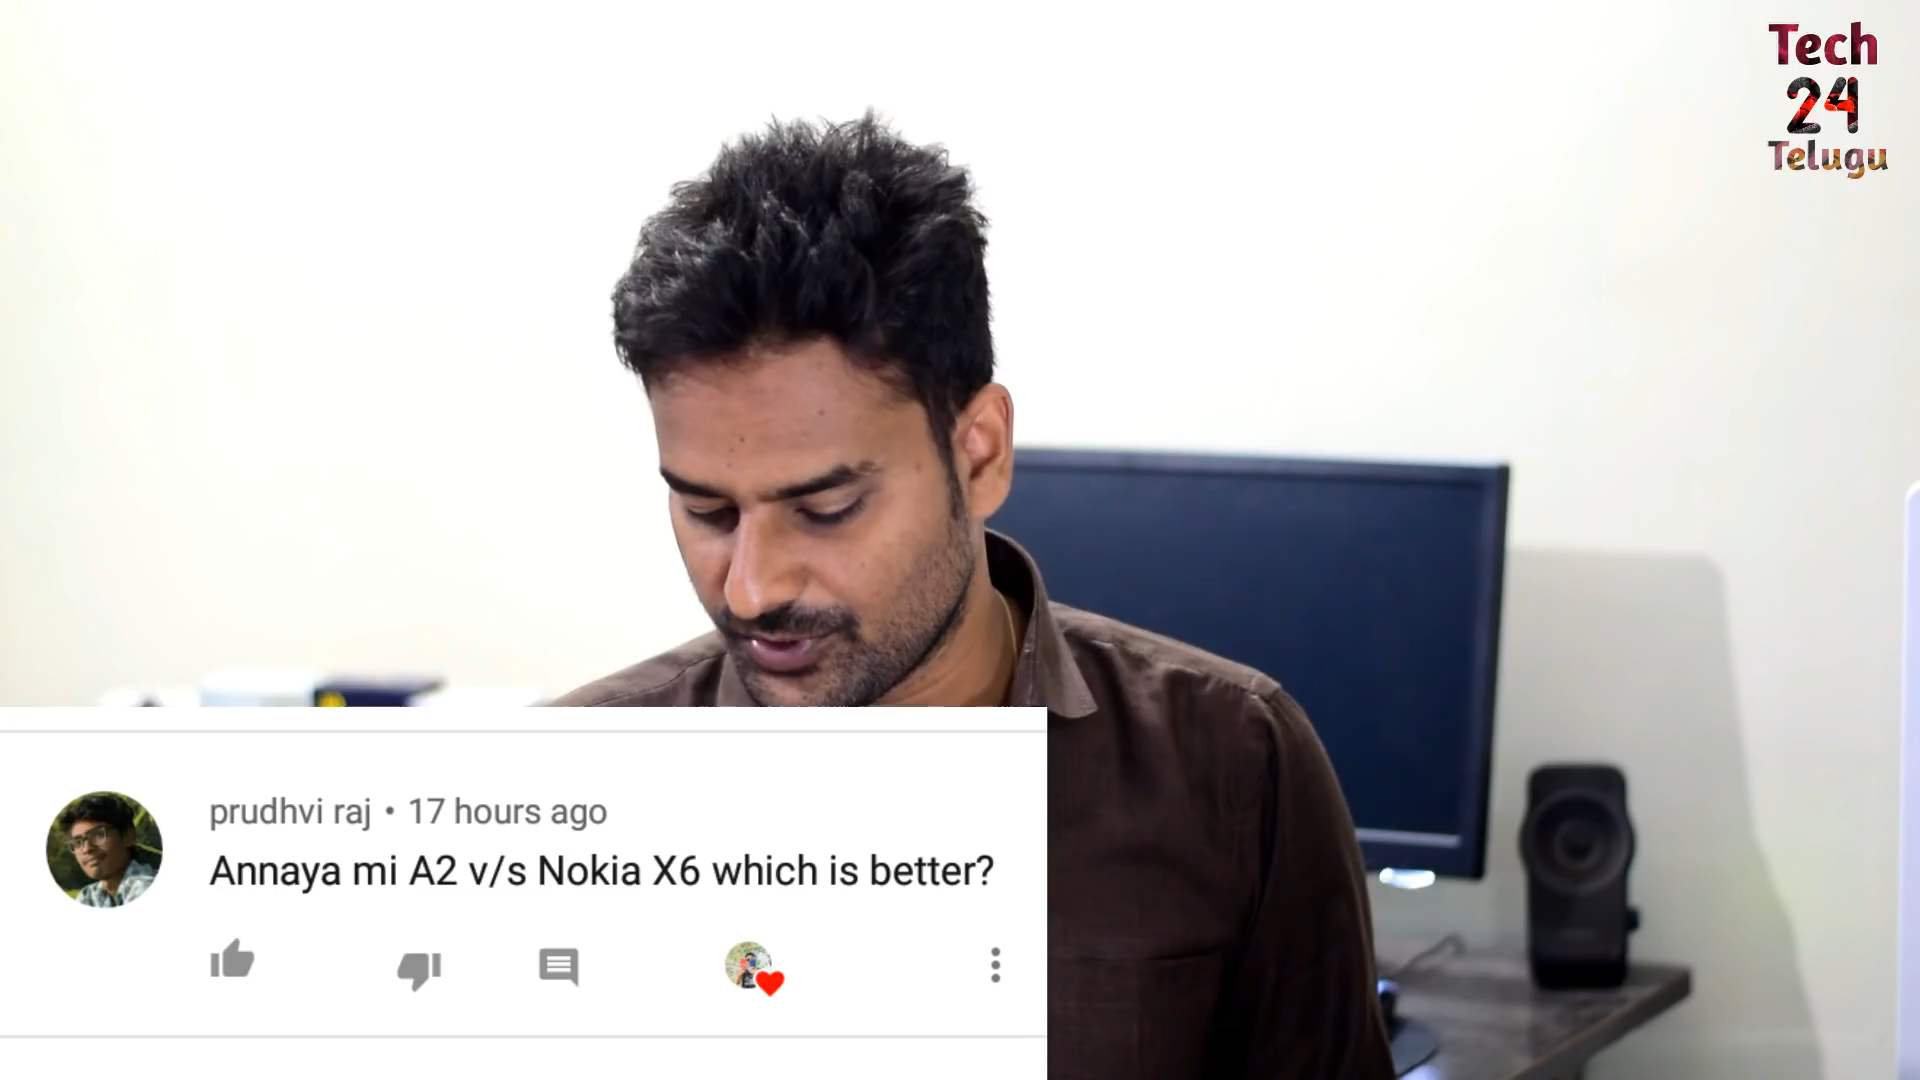 Tech
24
Telugu
prudhvi raj • 17 hours ago
Annaya mi A2 v/s Nokia X6 which is better?